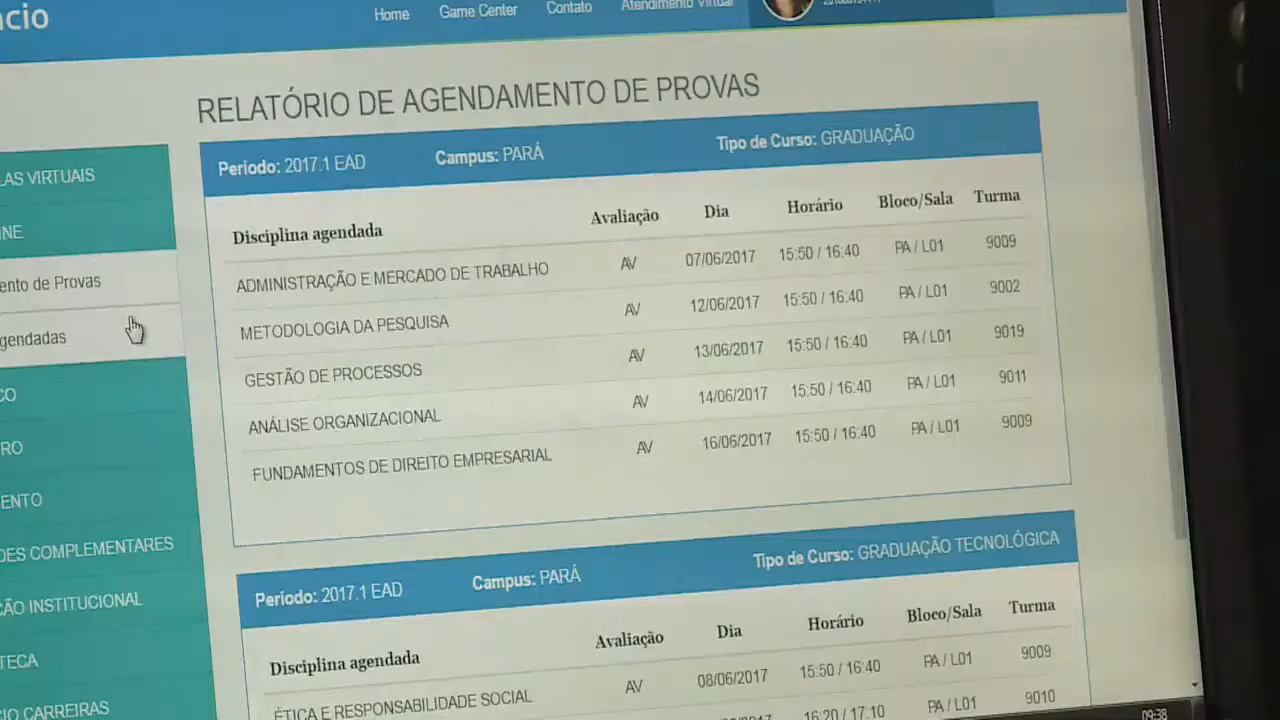 Home Game Center Contato Atendimento Virtual
RELATÓRIO DE AGENDAMENTO DE PROVAS
Período: 2017.1 EAD Campus: PARÁ Tipo de Curso: GRADUAÇÃO
Disciplina agendada Avaliação Dia Horário Bloco/Sala Turma
ADMINISTRAÇÃO E MERCADO DE TRABALHO AV 07/06/2017 15:50 / 16:40 PA / L01 9009
METODOLOGIA DA PESQUISA AV 12/06/2017 15:50 / 16:40 PA / L01 9002
GESTÃO DE PROCESSOS AV 13/06/2017 15:50 / 16:40 PA / L01 9019
ANÁLISE ORGANIZACIONAL AV 14/06/2017 15:50 / 16:40 PA / L01 9011
FUNDAMENTOS DE DIREITO EMPRESARIAL AV 16/06/2017 15:50 / 16:40 PA / L01 9009
Período: 2017.1 EAD Campus: PARÁ Tipo de Curso: GRADUAÇÃO TECNOLÓGICA
Disciplina agendada Avaliação Dia Horário Bloco/Sala Turma
ÉTICA E RESPONSABILIDADE SOCIAL AV 08/06/2017 15:50 / 16:40 PA / L01 9009
16:20 / 17:10 PA / L01 9010
ncio
LAS VIRTUAIS
INE
ento de Provas
gendadas
CO
RO
ENTO
DES COMPLEMENTARES
ÇÃO INSTITUCIONAL
TECA
CIO CARREIRAS
09:38